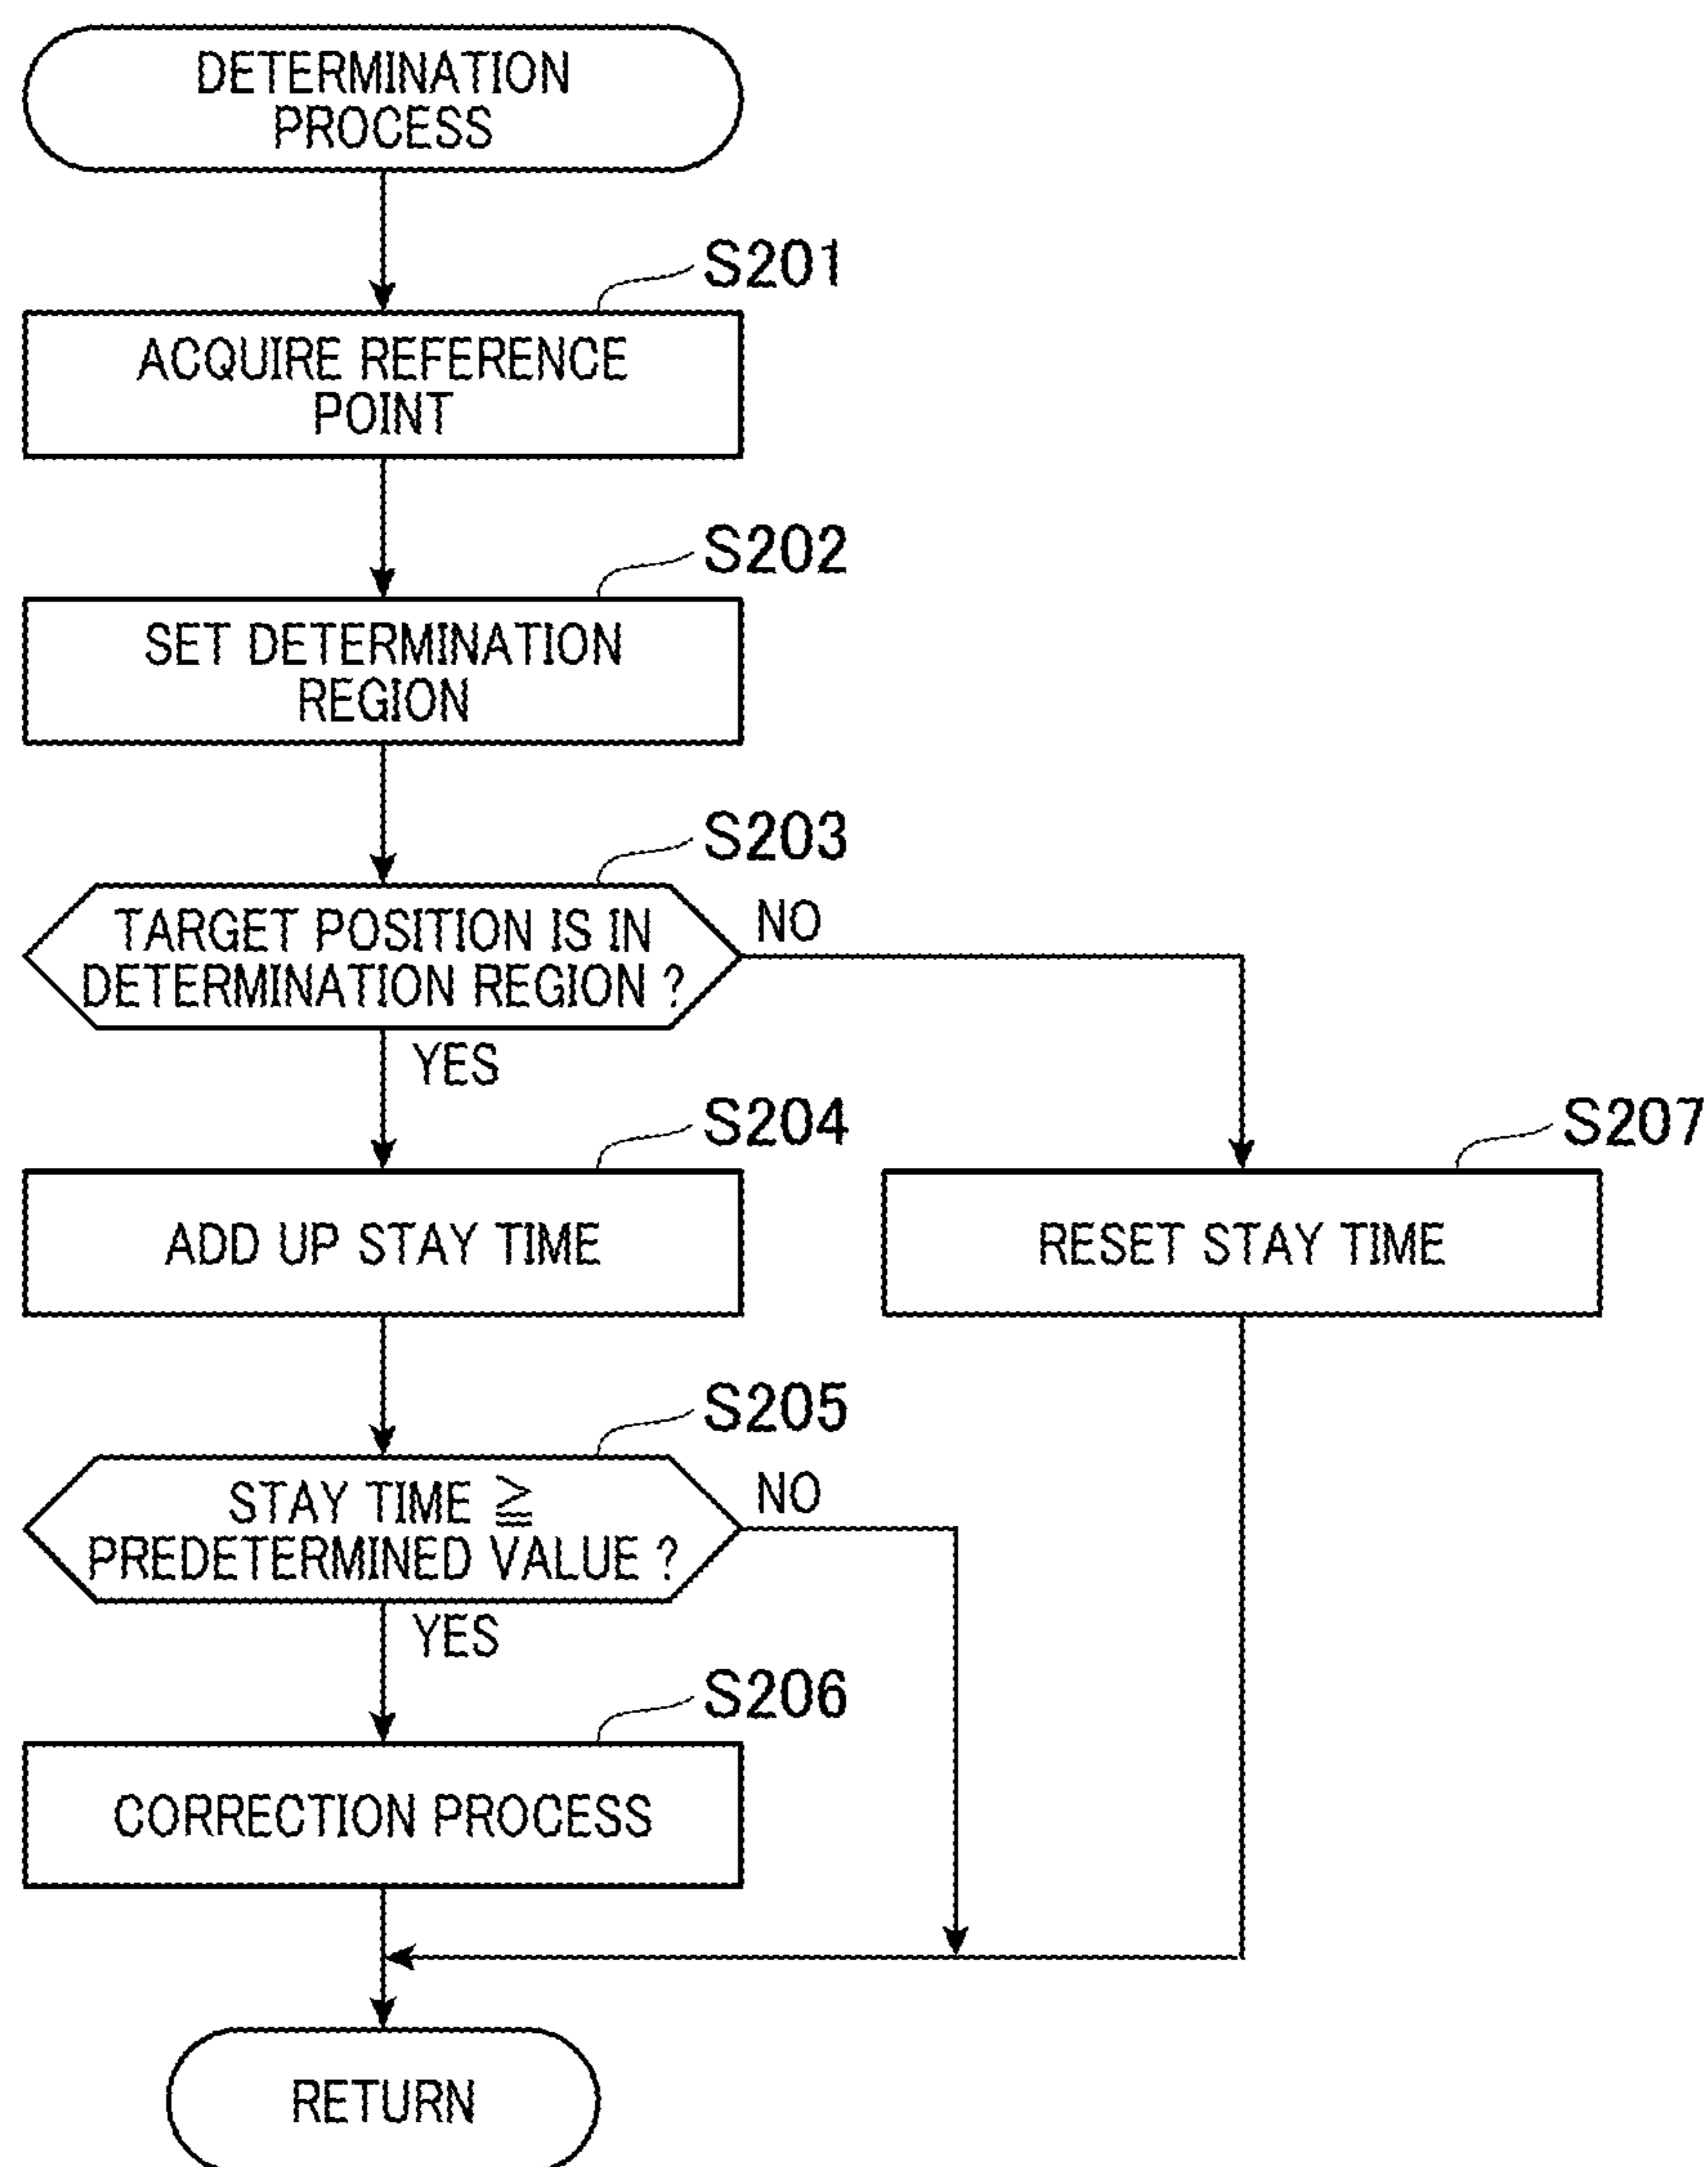 DETERMINATION
PROCESS
S201
ACQUIRE REFERENCE
POINT
S202
SET DETERMINATION
REGION
S203
TARGET POSITION IS IN
DETERMINATION REGION ?
NO
YES
S204
ADD UP STAY TIME
S207
RESET STAY TIME
S205
STAY TIME ≧
PREDETERMINED VALUE ?
NO
YES
S206
CORRECTION PROCESS
RETURN